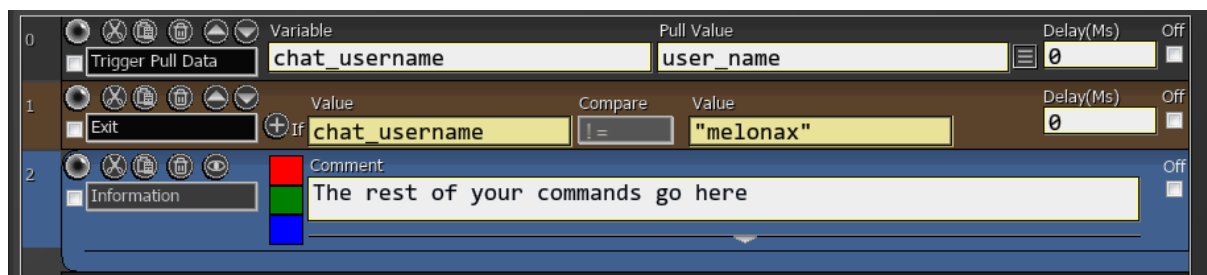 0
Variable
Pull Value
Delay(Ms)
Off
Trigger Pull Data
chat_username
user_name
0
1
Value
Compare
Value
Delay(Ms)
Off
Exit
If
chat_username
!=
"melonax"
0
2
Comment
Off
Information
The rest of your commands go here